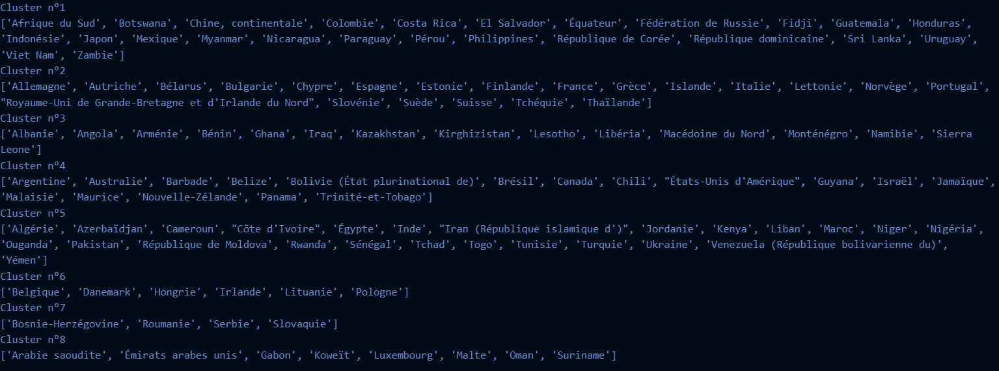 Cluster n°1
['Afrique du Sud', 'Botswana', 'Chine, continentale', 'Colombie', 'Costa Rica', 'El Salvador', 'Équateur', 'Fédération de Russie', 'Fidji', 'Guatemala', 'Honduras',
'Indonésie', 'Japon', 'Mexique', 'Myanmar', 'Nicaragua', 'Paraguay', 'Pérou', 'Philippines', 'République de Corée', 'République dominicaine', 'Sri Lanka', 'Uruguay',
'Viet Nam', 'Zambie']
Cluster n°2
['Allemagne', 'Autriche', 'Bélarus', 'Bulgarie', 'Chypre', 'Espagne', 'Estonie', 'Finlande', 'France', 'Grèce', 'Islande', 'Italie', 'Lettonie', 'Norvège', 'Portugal',
"Royaume-Uni de Grande-Bretagne et d'Irlande du Nord", 'Slovénie', 'Suède', 'Suisse', 'Tchéquie', 'Thaïlande']
Cluster n°3
['Albanie', 'Angola', 'Arménie', 'Bénin', 'Ghana', 'Iraq', 'Kazakhstan', 'Kirghizistan', 'Lesotho', 'Libéria', 'Macédoine du Nord', 'Monténégro', 'Namibie', 'Sierra
Leone']
Cluster n°4
['Argentine', 'Australie', 'Barbade', 'Belize', 'Bolivie (État plurinational de)', 'Brésil', 'Canada', 'Chili', "États-Unis d'Amérique", 'Guyana', 'Israël', 'Jamaïque',
'Malaisie', 'Maurice', 'Nouvelle-Zélande', 'Panama', 'Trinité-et-Tobago']
Cluster n°5
['Algérie', 'Azerbaïdjan', 'Cameroun', "Côte d'Ivoire", 'Égypte', 'Inde', "Iran (République islamique d')", 'Jordanie', 'Kenya', 'Liban', 'Maroc', 'Niger', 'Nigéria',
'Ouganda', 'Pakistan', 'République de Moldova', 'Rwanda', 'Sénégal', 'Tchad', 'Togo', 'Tunisie', 'Turquie', 'Ukraine', 'Venezuela (République bolivarienne du)',
'Yémen']
Cluster n°6
['Belgique', 'Danemark', 'Hongrie', 'Irlande', 'Lituanie', 'Pologne']
Cluster n°7
['Bosnie-Herzégovine', 'Roumanie', 'Serbie', 'Slovaquie']
Cluster n°8
['Arabie saoudite', 'Émirats arabes unis', 'Gabon', 'Koweït', 'Luxembourg', 'Malte', 'Oman', 'Suriname']